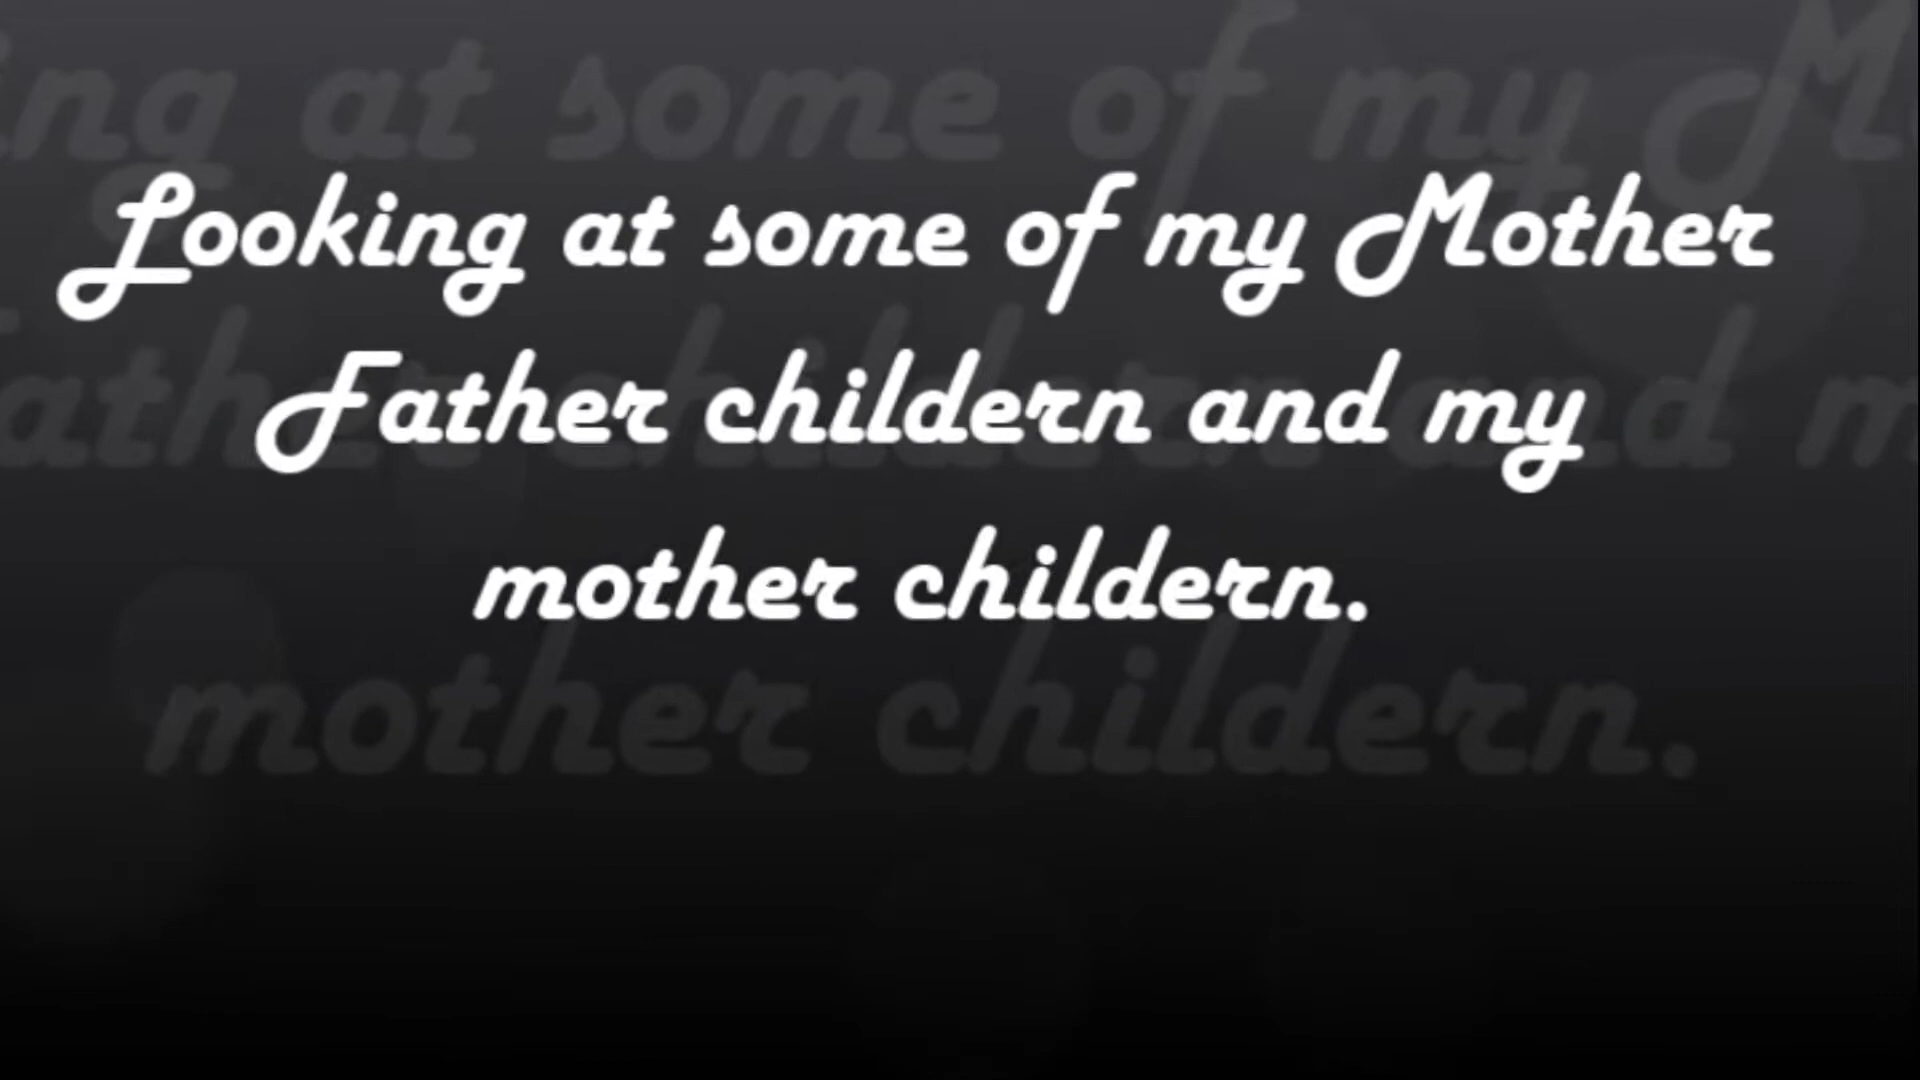 Looking at some of my Mother
Father childern and my
mother childern.